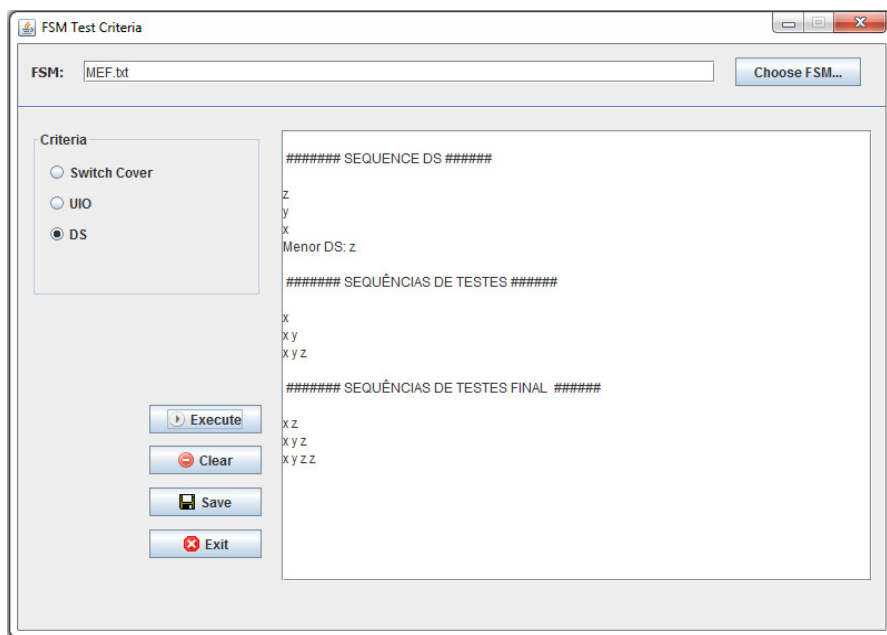 FSM Test Criteria
FSM: MEF.txt Choose FSM...
Criteria
Switch Cover
UIO
DS
####### SEQUENCE DS ######
z
y
x
Menor DS: z
####### SEQUÊNCIAS DE TESTES ######
x
x y
x y z
####### SEQUÊNCIAS DE TESTES FINAL ######
x z
x y z
x y z z
Execute
Clear
Save
Exit